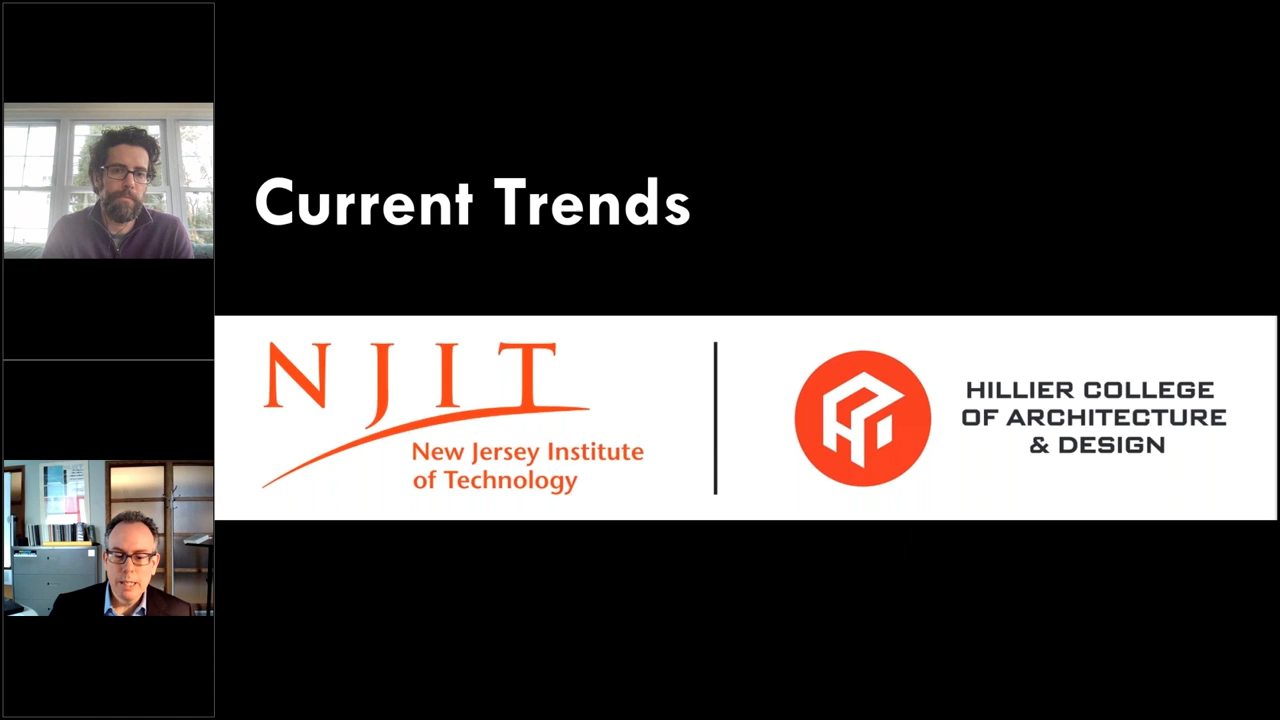 Current Trends
NJIT
New Jersey Institute
of Technology
HILLIER COLLEGE
OF ARCHITECTURE
& DESIGN